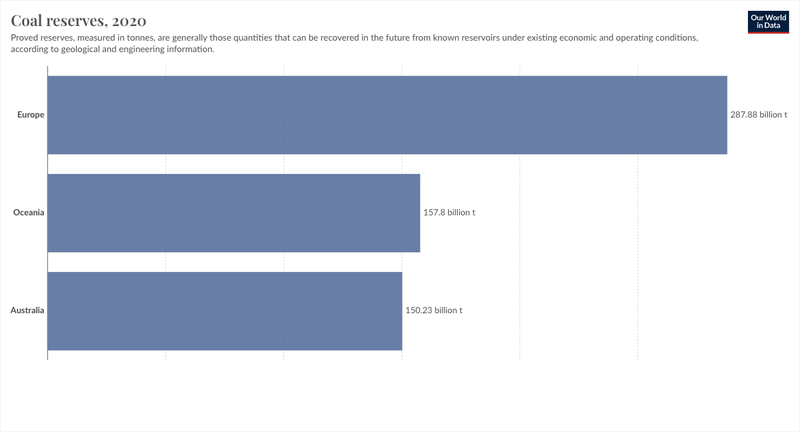 Coal reserves, 2020
Our World
in Data
Proved reserves, measured in tonnes, are generally those quantities that can be recovered in the future from known reservoirs under existing economic and operating conditions,
according to geological and engineering information.
Europe
287.88 billion t
Oceania
157.8 billion t
Australia
150.23 billion t